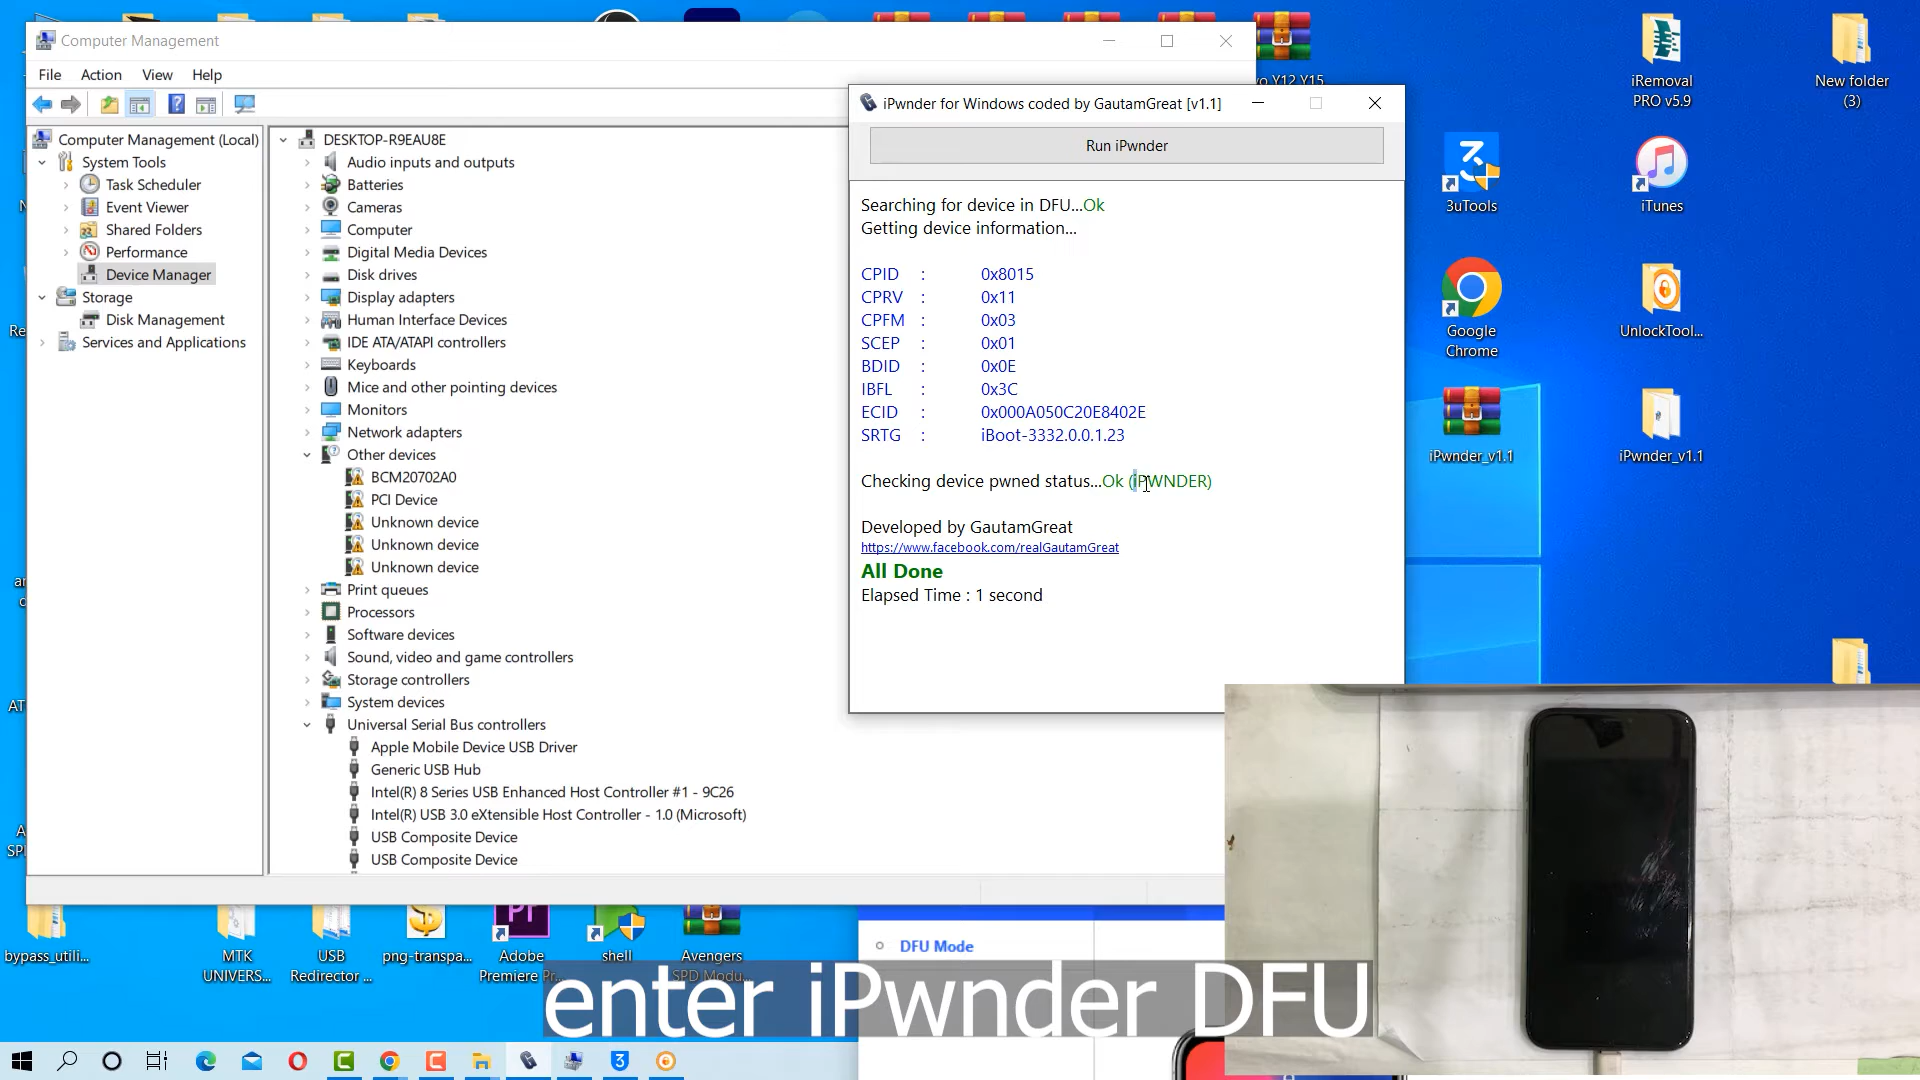 Computer Management
File Action View Help
Computer Management (Local)
System Tools
Task Scheduler
Event Viewer
Shared Folders
Performance
Device Manager
Storage
Disk Management
Services and Applications
DESKTOP-R9EAU8E
Audio inputs and outputs
Batteries
Cameras
Computer
Digital Media Devices
Disk drives
Display adapters
Human Interface Devices
IDE ATA/ATAPI controllers
Keyboards
Mice and other pointing devices
Monitors
Network adapters
Other devices
BCM20702A0
PCI Device
Unknown device
Unknown device
Unknown device
Print queues
Processors
Software devices
Sound, video and game controllers
Storage controllers
System devices
Universal Serial Bus controllers
Apple Mobile Device USB Driver
Generic USB Hub
Intel(R) 8 Series USB Enhanced Host Controller #1 - 9C26
Intel(R) USB 3.0 eXtensible Host Controller - 1.0 (Microsoft)
USB Composite Device
USB Composite Device
iPwnder for Windows coded by GautamGreat [v1.1]
Run iPwnder
Searching for device in DFU...Ok
Getting device information...
CPID : 0x8015
CPRV : 0x11
CPFM : 0x03
SCEP : 0x01
BDID : 0x0E
IBFL : 0x3C
ECID : 0x000A050C20E8402E
SRTG : iBoot-3332.0.0.1.23
Checking device pwned status...Ok (iPWNDER)
Developed by GautamGreat
https://www.facebook.com/realGautamGreat
All Done
Elapsed Time : 1 second
Y12 Y15
iRemoval
PRO v5.9
New folder
(3)
3uTools
iTunes
Google
Chrome
UnlockTool...
iPwnder_v1.1
iPwnder_v1.1
bypass_utili...
MTK
UNIVERS...
USB
Redirector ...
png-transpa...
Adobe
Premiere Pr...
shell
Avengers
SPD Modu...
DFU Mode
enter iPwnder DFU